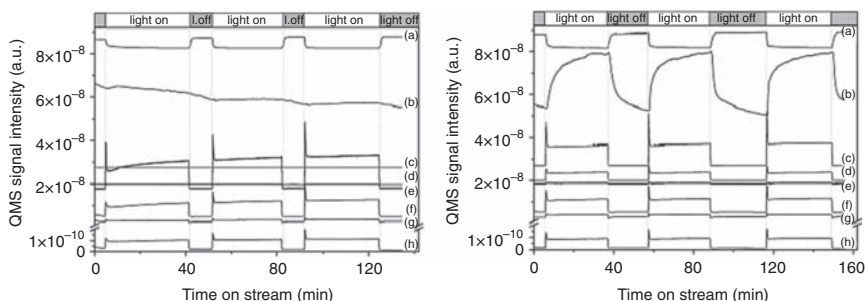 light on l.off light on l.off light on light off
QMS signal intensity (a.u.)
8×10⁻⁸
6×10⁻⁸
4×10⁻⁸
2×10⁻⁸
1×10⁻¹⁰
0
(a)
(b)
(c)
(d)
(e)
(f)
(g)
(h)
0 40 80 120
Time on stream (min)
light on light off light on light off light on
QMS signal intensity (a.u.)
8×10⁻⁸
6×10⁻⁸
4×10⁻⁸
2×10⁻⁸
1×10⁻¹⁰
0
(a)
(b)
(c)
(d)
(e)
(f)
(g)
(h)
0 40 80 120 160
Time on stream (min)